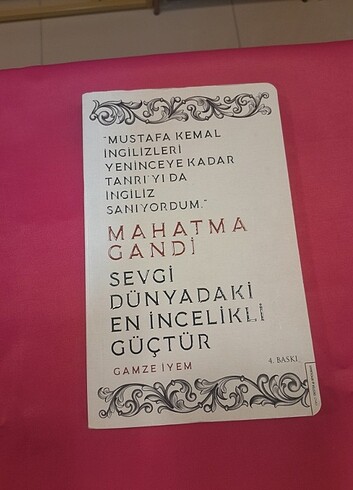 "MUSTAFA KEMAL
İNGİLİZLERİ
YENİNCEYE KADAR
TANRI'YI DA
İNGİLİZ
SANIYORDUM."
MAHATMA
GANDİ
SEVGİ
DÜNYADAKİ
EN İNCELİKLİ
GÜÇTÜR
4. BASKI
GAMZE İYEM